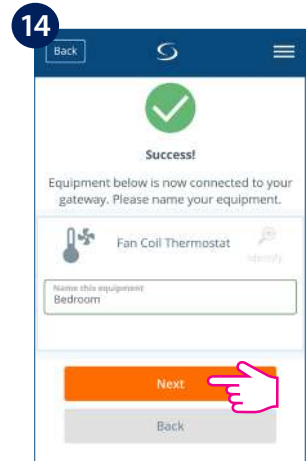 14
Back
Success!
Equipment below is now connected to your
gateway. Please name your equipment.
Fan Coil Thermostat
Identify
Name this equipment
Bedroom
Next
Back